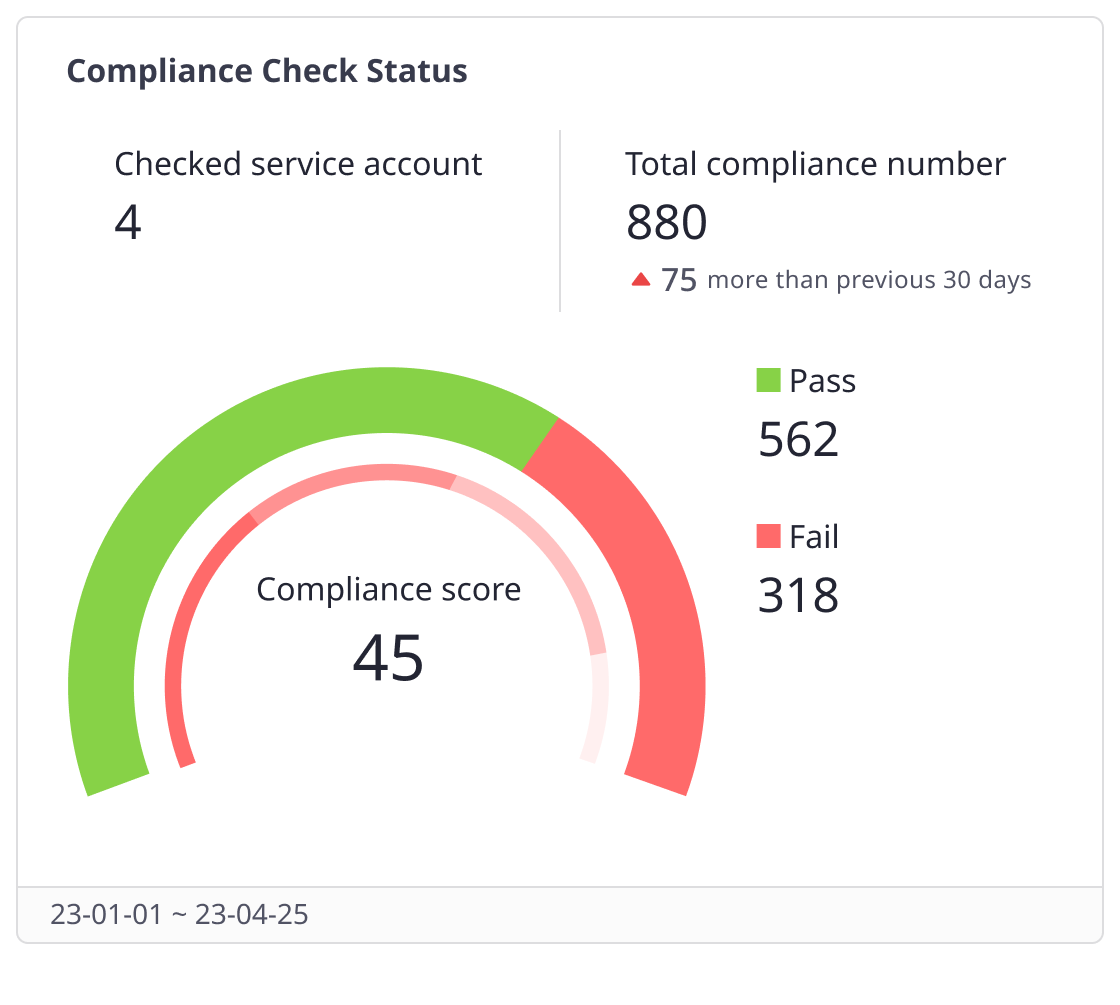 Compliance Check Status
Checked service account
4
Total compliance number
880
75 more than previous 30 days
Pass
562
Fail
318
Compliance score
45
23-01-01 ~ 23-04-25